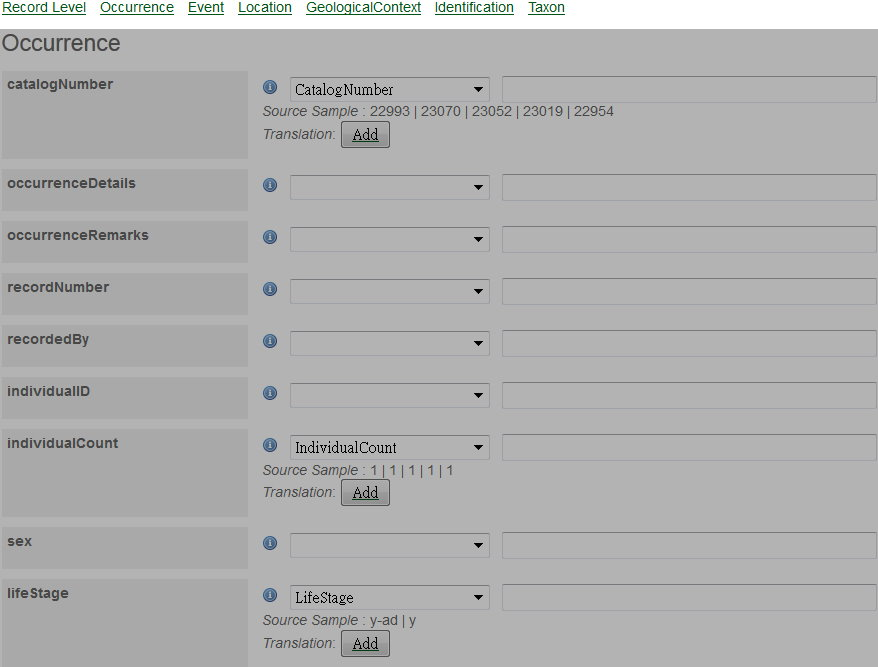 Record Level Occurrence Event Location GeologicalContext Identification Taxon
Occurrence
catalogNumber CatalogNumber
Source Sample : 22993 | 23070 | 23052 | 23019 | 22954
Translation: Add
occurrenceDetails
occurrenceRemarks
recordNumber
recordedBy
individualID
individualCount IndividualCount
Source Sample : 1 | 1 | 1 | 1 | 1
Translation: Add
sex
lifeStage LifeStage
Source Sample : y-ad | y
Translation: Add